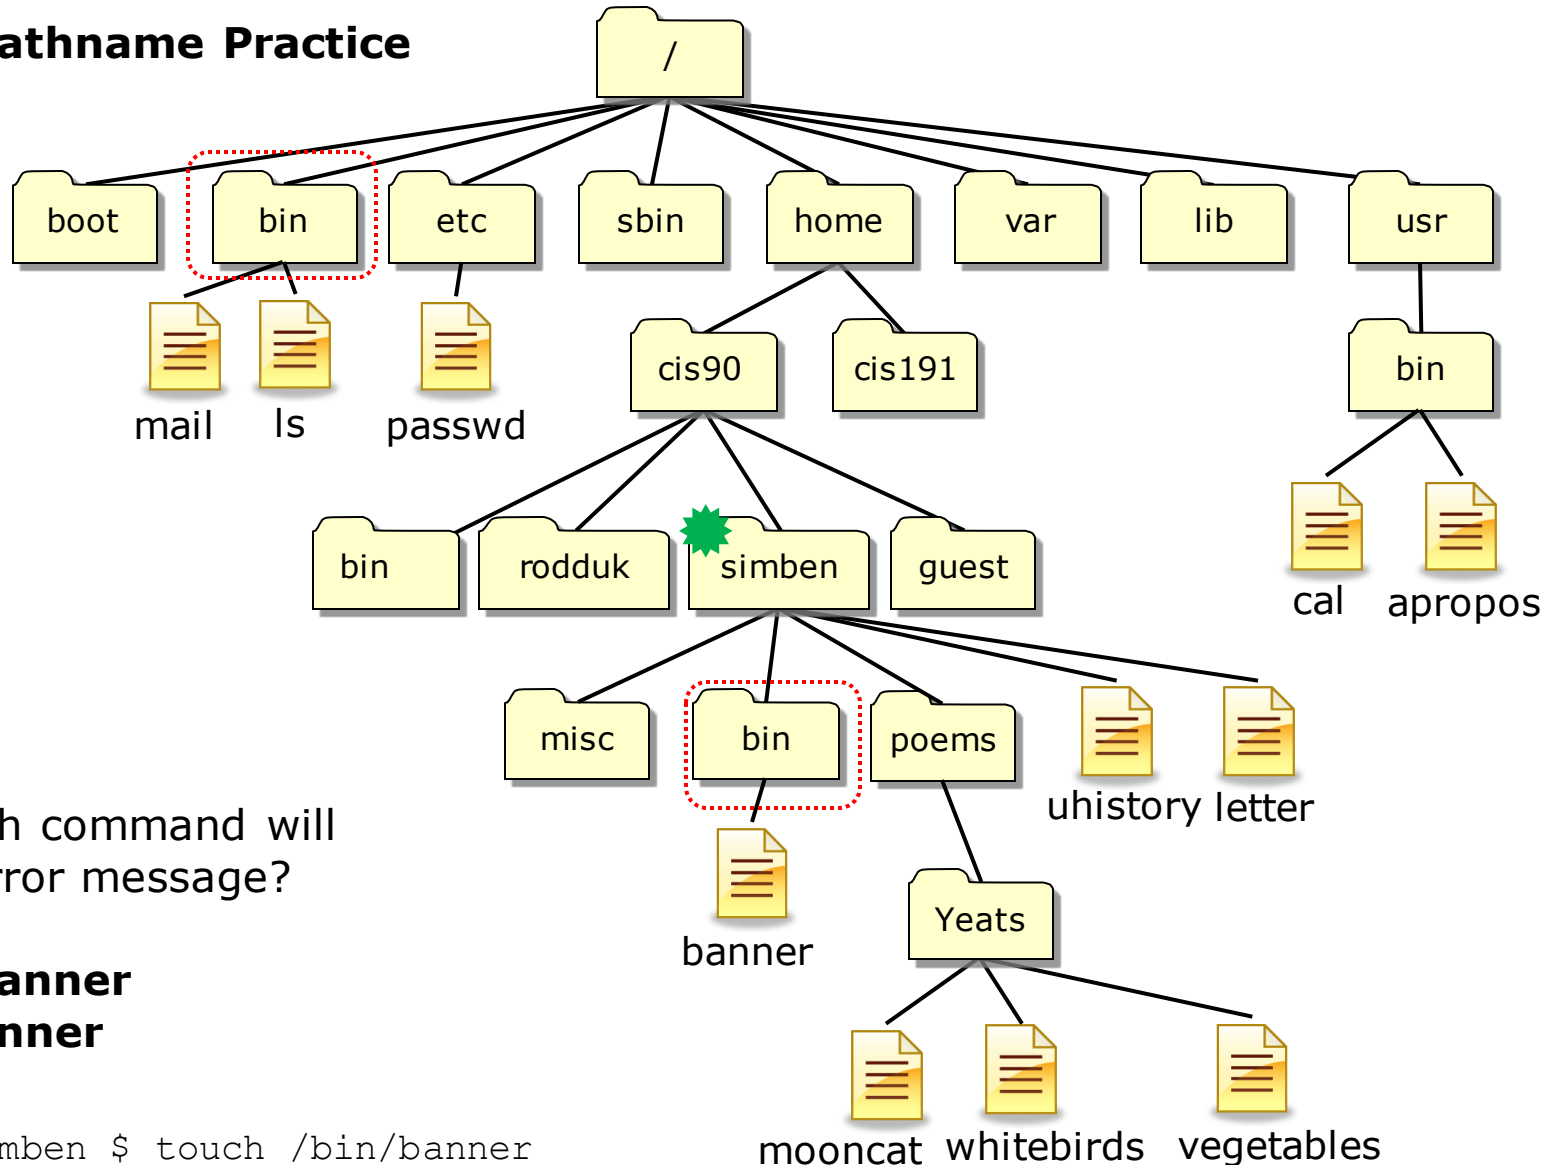 athname Practice
/
boot bin etc sbin home var lib usr
mail ls passwd
cis90 cis191 bin
bin rodduk simben guest
cal apropos
misc bin poems
uhistory letter
h command will
rror message?
banner
Yeats
anner
nner
mben $ touch /bin/banner
mooncat whitebirds vegetables